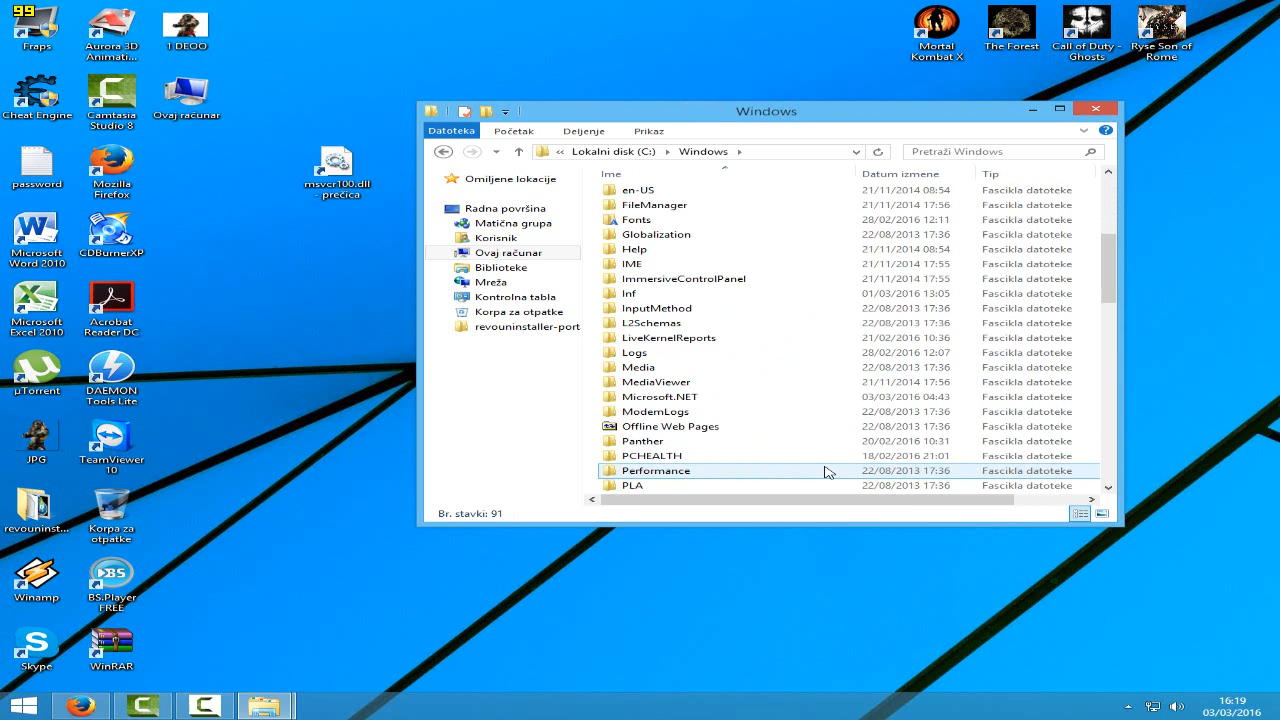 99
Fraps
Aurora 3D
Animati...
1 DEOO
Cheat Engine
Camtasia
Studio 8
Ovaj računar
password
Mozilla
Firefox
msvcr100.dll
- prečica
Microsoft
Word 2010
CDBurnerXP
Microsoft
Excel 2010
Acrobat
Reader DC
µTorrent
DAEMON
Tools Lite
JPG
TeamViewer
10
revouninst...
Korpa za
otpatke
Winamp
BS.Player
FREE
Skype
WinRAR
Mortal
Kombat X
The Forest
Call of Duty -
Ghosts
Ryse Son of
Rome
Windows
Datoteka Početak Deljenje Prikaz
« Lokalni disk (C:) Windows Pretraži Windows
Omiljene lokacije
Radna površina
Matična grupa
Korisnik
Ovaj računar
Biblioteke
Mreža
Kontrolna tabla
Korpa za otpatke
revouninstaller-port
Ime Datum izmene Tip
en-US 21/11/2014 08:54 Fascikla datoteke
FileManager 21/11/2014 17:56 Fascikla datoteke
Fonts 28/02/2016 12:11 Fascikla datoteke
Globalization 22/08/2013 17:36 Fascikla datoteke
Help 21/11/2014 08:54 Fascikla datoteke
IME 21/11/2014 17:55 Fascikla datoteke
ImmersiveControlPanel 21/11/2014 17:55 Fascikla datoteke
Inf 01/03/2016 13:05 Fascikla datoteke
InputMethod 22/08/2013 17:36 Fascikla datoteke
L2Schemas 22/08/2013 17:36 Fascikla datoteke
LiveKernelReports 21/02/2016 10:36 Fascikla datoteke
Logs 28/02/2016 12:07 Fascikla datoteke
Media 22/08/2013 17:36 Fascikla datoteke
MediaViewer 21/11/2014 17:56 Fascikla datoteke
Microsoft.NET 03/03/2016 04:43 Fascikla datoteke
ModemLogs 22/08/2013 17:36 Fascikla datoteke
Offline Web Pages 22/08/2013 17:36 Fascikla datoteke
Panther 20/02/2016 10:31 Fascikla datoteke
PCHEALTH 18/02/2016 21:01 Fascikla datoteke
Performance 22/08/2013 17:36 Fascikla datoteke
PLA 22/08/2013 17:36 Fascikla datoteke
Br. stavki: 91
16:19
03/03/2016